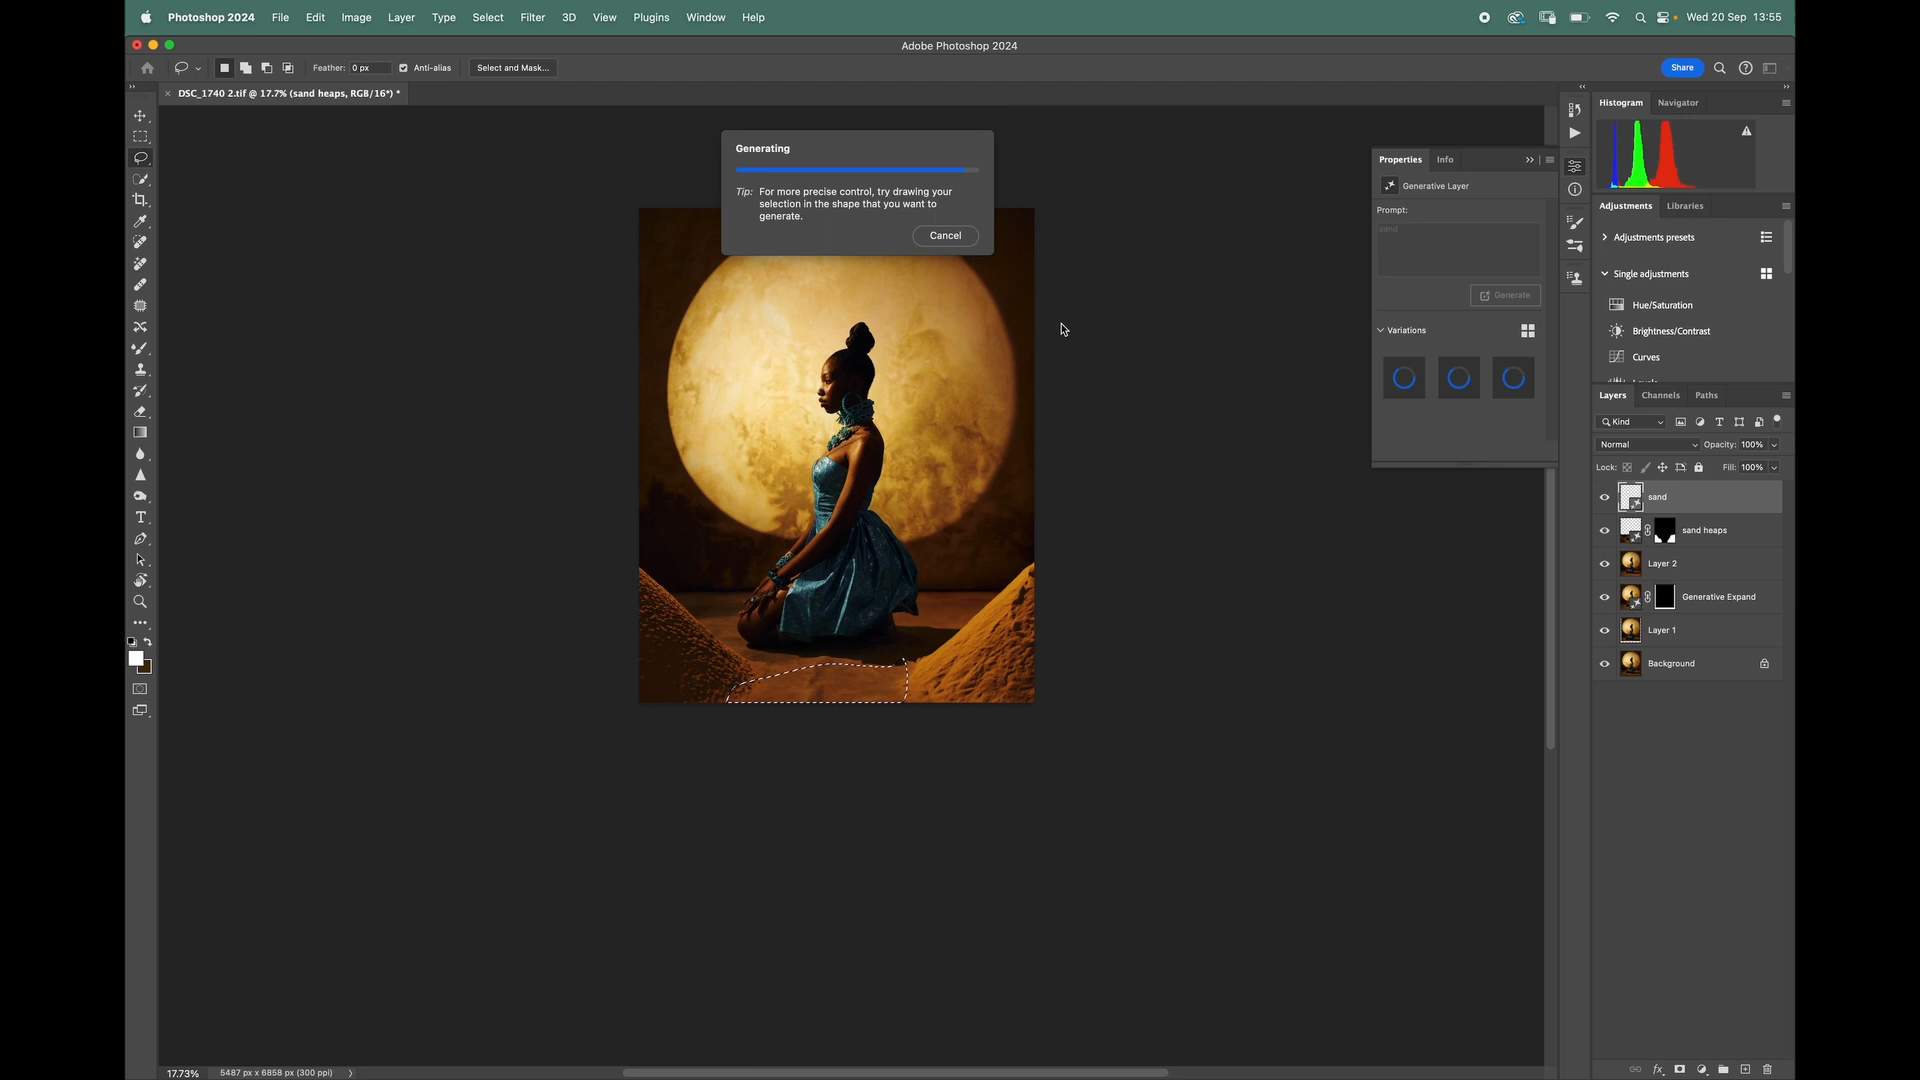 Photoshop 2024 File Edit Image Layer Type Select Filter 3D View Plugins Window Help Wed 20 Sep 13:55
Adobe Photoshop 2024
Feather: 0 px Anti-alias Select and Mask... Share
DSC_1740 2.tif @ 17.7% (sand heaps, RGB/16*) *
Histogram Navigator
Generating
Tip: For more precise control, try drawing your
selection in the shape that you want to
generate.
Cancel
Properties Info
Generative Layer
Prompt:
sand
Generate
Variations
Adjustments Libraries
Adjustments presets
Single adjustments
Hue/Saturation
Brightness/Contrast
Curves
Layers Channels Paths
Kind
Normal Opacity: 100%
Lock: Fill: 100%
sand
sand heaps
Layer 2
Generative Expand
Layer 1
Background
17.73% 5487 px x 6858 px (300 ppi)